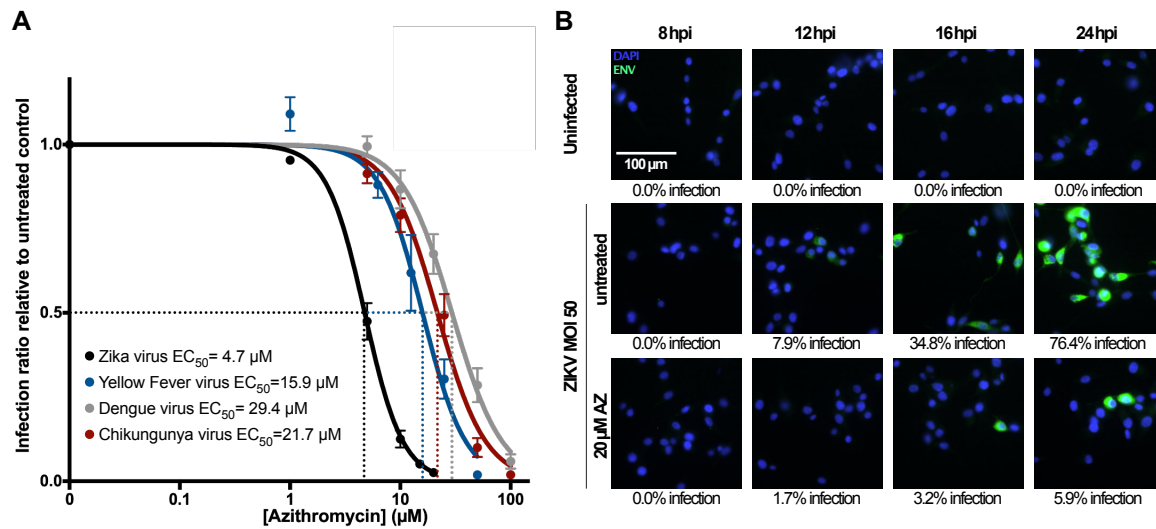 A
Infection ratio relative to untreated control
1.0
0.5
0.0
Zika virus EC50= 4.7 µM
Yellow Fever virus EC50=15.9 µM
Dengue virus EC50= 29.4 µM
Chikungunya virus EC50=21.7 µM
0 0.1 1 10 100
[Azithromycin] (µM)
B
8 hpi 12 hpi 16 hpi 24 hpi
Uninfected
DAPI
ENV
100 µm
0.0% infection 0.0% infection 0.0% infection 0.0% infection
ZIKV MOI 50
untreated
0.0% infection 7.9% infection 34.8% infection 76.4% infection
20 µM AZ
0.0% infection 1.7% infection 3.2% infection 5.9% infection